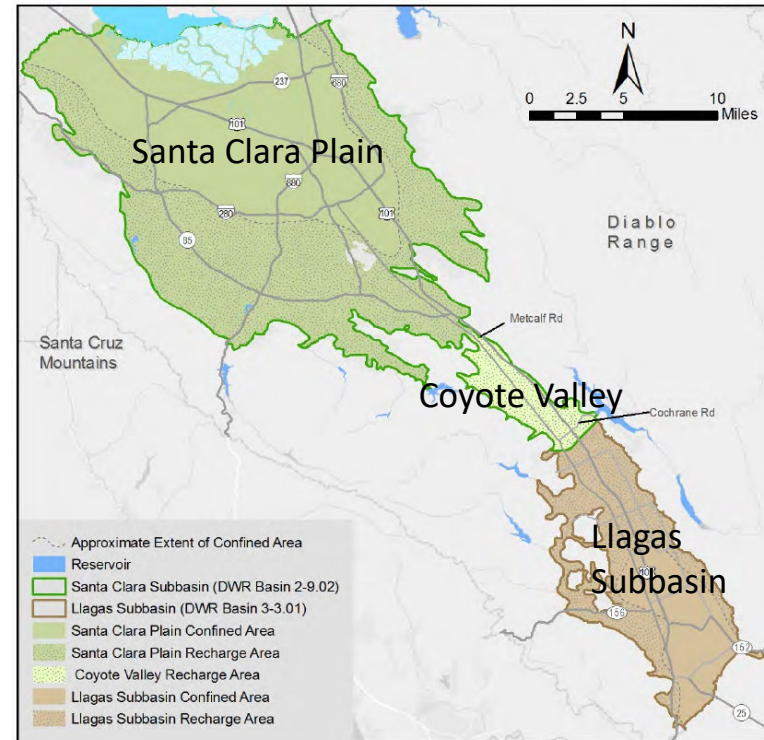 N
0 2.5 5 10
Miles
237
680
101
Santa Clara Plain
880
280
101
85
Diablo
Range
Metcalf Rd
Santa Cruz
Mountains
Coyote Valley
Cochrane Rd
Llagas
Subbasin
101
156
152
25
Approximate Extent of Confined Area
Reservoir
Santa Clara Subbasin (DWR Basin 2-9.02)
Llagas Subbasin (DWR Basin 3-3.01)
Santa Clara Plain Confined Area
Santa Clara Plain Recharge Area
Coyote Valley Recharge Area
Llagas Subbasin Confined Area
Llagas Subbasin Recharge Area